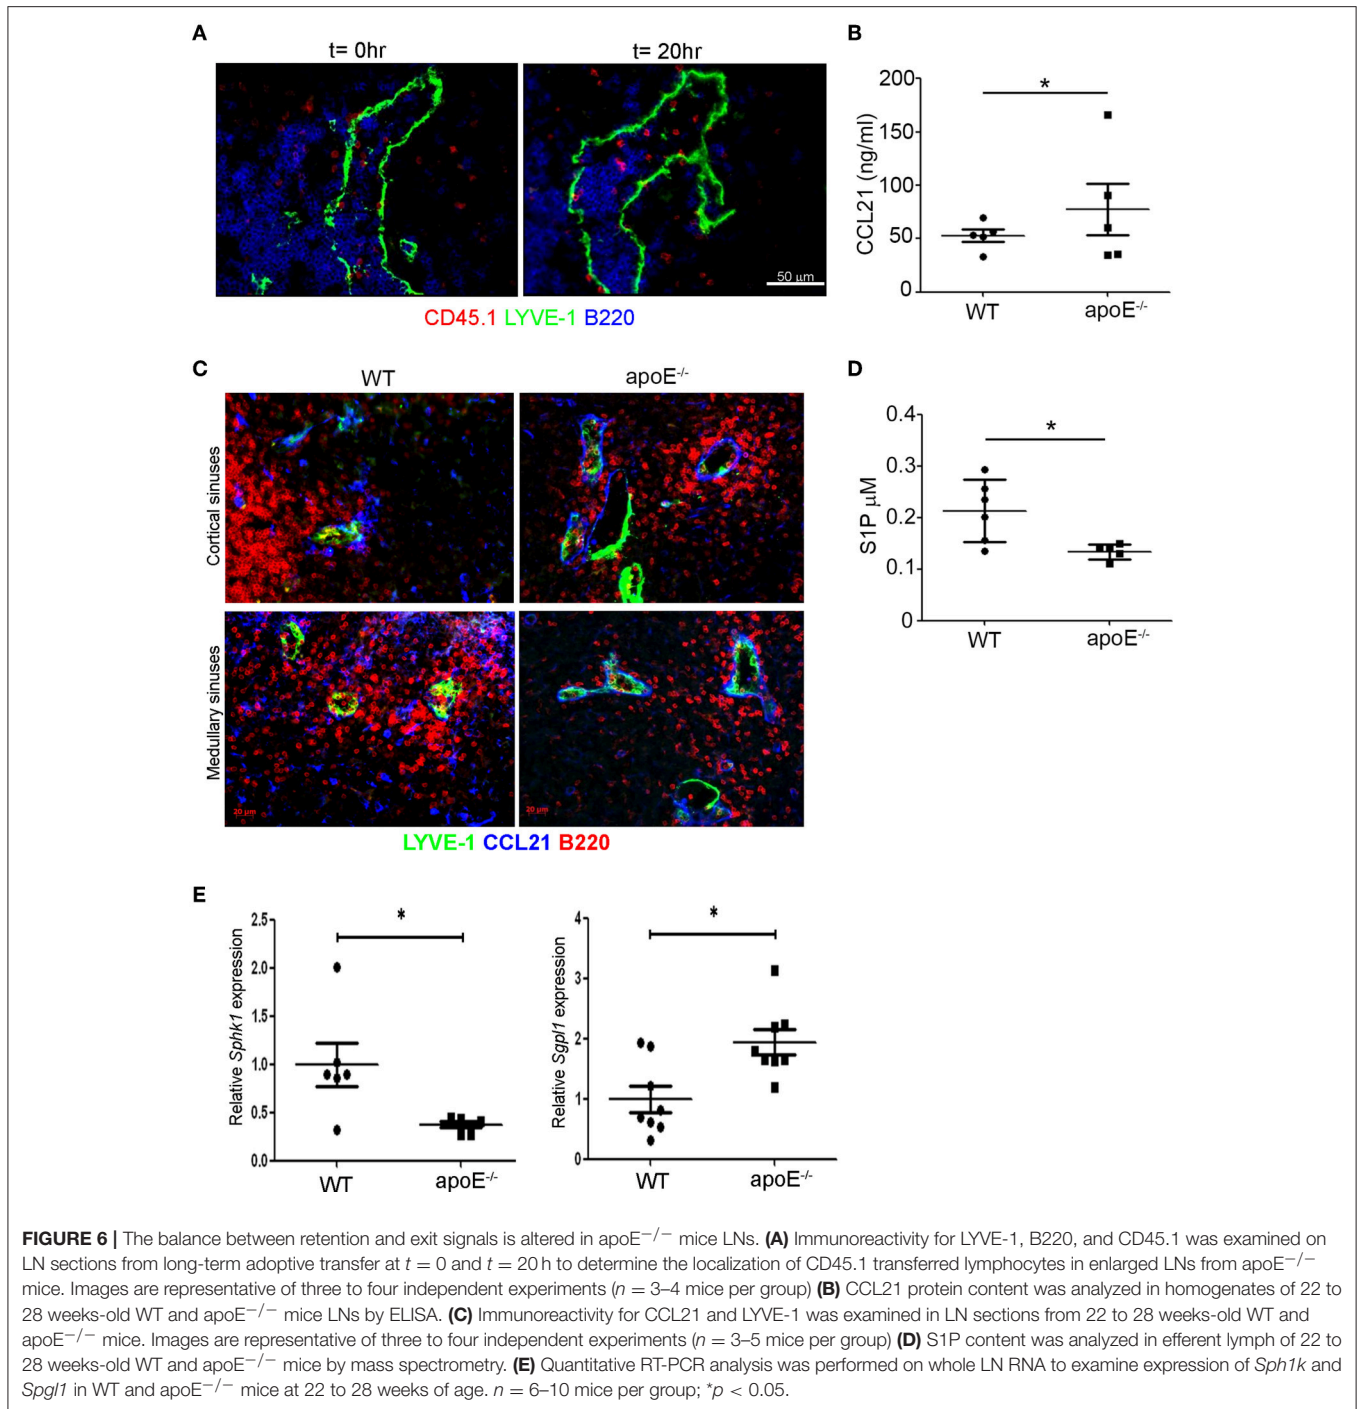 A
t= 0hr
t= 20hr
50 µm
CD45.1 LYVE-1 B220
B
CCL21 (ng/ml)
200
150
100
50
0
*
WT
apoE-/-
C
WT
apoE-/-
Cortical sinuses
Medullary sinuses
20 µm
20 µm
LYVE-1 CCL21 B220
D
S1P µM
0.4
0.3
0.2
0.1
0
*
WT
apoE-/-
E
Relative Sphk1 expression
2.5
2.0
1.5
1.0
0.5
0.0
*
WT
apoE-/-
Relative Sgpl1 expression
4
3
2
1
0
*
WT
apoE-/-
FIGURE 6 | The balance between retention and exit signals is altered in apoE−/− mice LNs. (A) Immunoreactivity for LYVE-1, B220, and CD45.1 was examined on
LN sections from long-term adoptive transfer at t = 0 and t = 20 h to determine the localization of CD45.1 transferred lymphocytes in enlarged LNs from apoE−/−
mice. Images are representative of three to four independent experiments (n = 3–4 mice per group) (B) CCL21 protein content was analyzed in homogenates of 22 to
28 weeks-old WT and apoE−/− mice LNs by ELISA. (C) Immunoreactivity for CCL21 and LYVE-1 was examined in LN sections from 22 to 28 weeks-old WT and
apoE−/− mice. Images are representative of three to four independent experiments (n = 3–5 mice per group) (D) S1P content was analyzed in efferent lymph of 22 to
28 weeks-old WT and apoE−/− mice by mass spectrometry. (E) Quantitative RT-PCR analysis was performed on whole LN RNA to examine expression of Sph1k and
Spgl1 in WT and apoE−/− mice at 22 to 28 weeks of age. n = 6–10 mice per group; *p < 0.05.